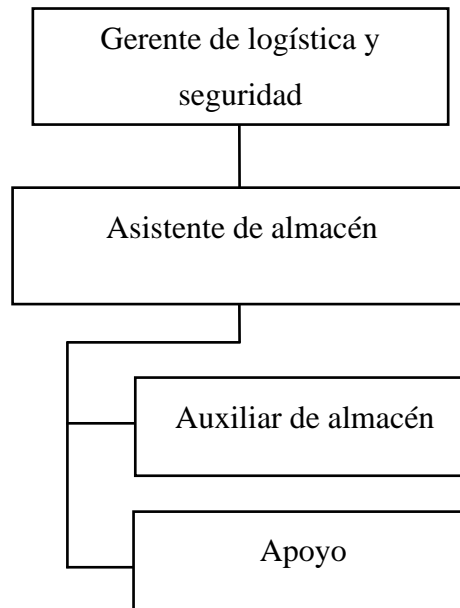 Gerente de logística y
seguridad
Asistente de almacén
Auxiliar de almacén
Apoyo